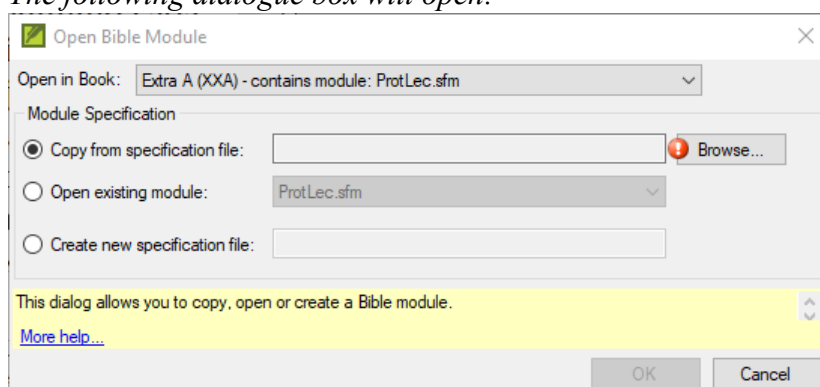 The following dialogue box will open:
Open Bible Module
Open in Book: Extra A (XXA) - contains module: ProtLec.sfm
Module Specification
Copy from specification file: Browse...
Open existing module: ProtLec.sfm
Create new specification file:
This dialog allows you to copy, open or create a Bible module.
More help...
OK Cancel